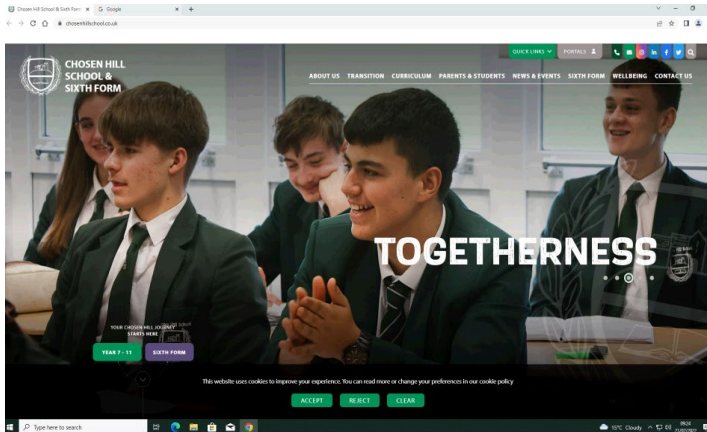 Chosen Hill School & Sixth Form
Google
chosenhillschool.co.uk
QUICK LINKS
PORTALS
CHOSEN HILL
SCHOOL &
SIXTH FORM
ABOUT US TRANSITION CURRICULUM PARENTS & STUDENTS NEWS & EVENTS SIXTH FORM WELLBEING CONTACT US
TOGETHERNESS
YOUR CHOSEN HILL JOURNEY
STARTS HERE
YEAR 7 - 11
SIXTH FORM
This website uses cookies to improve your experience. You can read more or change your preferences in our cookie policy
ACCEPT REJECT CLEAR
Type here to search
15°C Cloudy
09:24